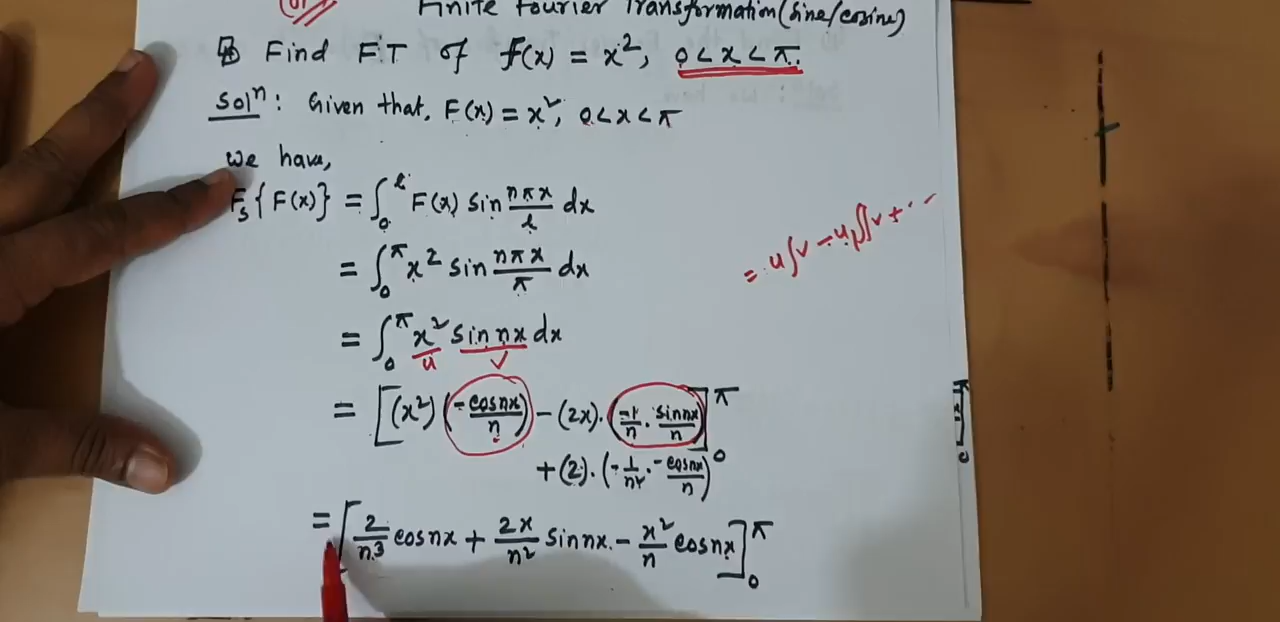 (or) Finite Fourier Transformation (Sine/Cosine)
Find FT of f(x) = x², 0 < x < π.
Solⁿ: Given that, F(x) = x², 0 < x < π
we have,
Fₛ{F(x)} = ∫₀ˡ F(x) sin nπx/l dx
= ∫₀^π x² sin nπx/π dx
= ∫₀^π x² sin nx dx
u v
= u∫v - u₁∫∫v + ...
= [(x²) (-cos nx/n) - (2x). (-1/n . sin nx/n)
+ (2). (-1/n² . -cos nx/n)]₀^π
= [2/n³ cos nx + 2x/n² sin nx - x²/n cos nx]₀^π